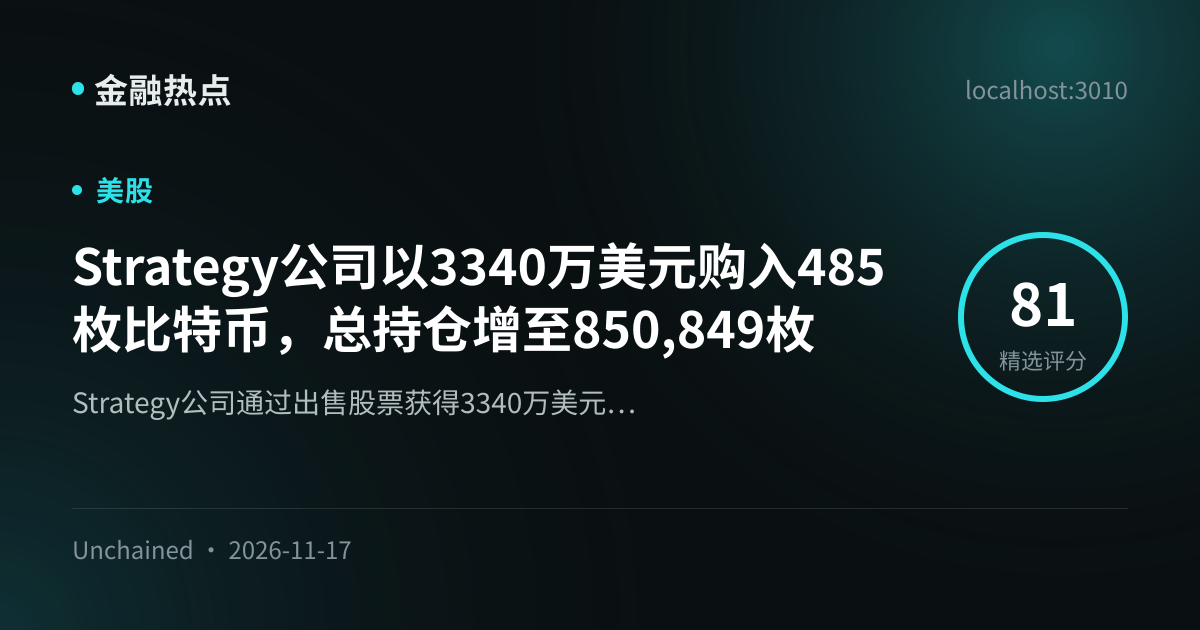 金融热点
localhost:3010
美股
Strategy公司以3340万美元购入485
枚比特币，总持仓增至850,849枚
81
精选评分
Strategy公司通过出售股票获得3340万美元…
Unchained · 2026-11-17